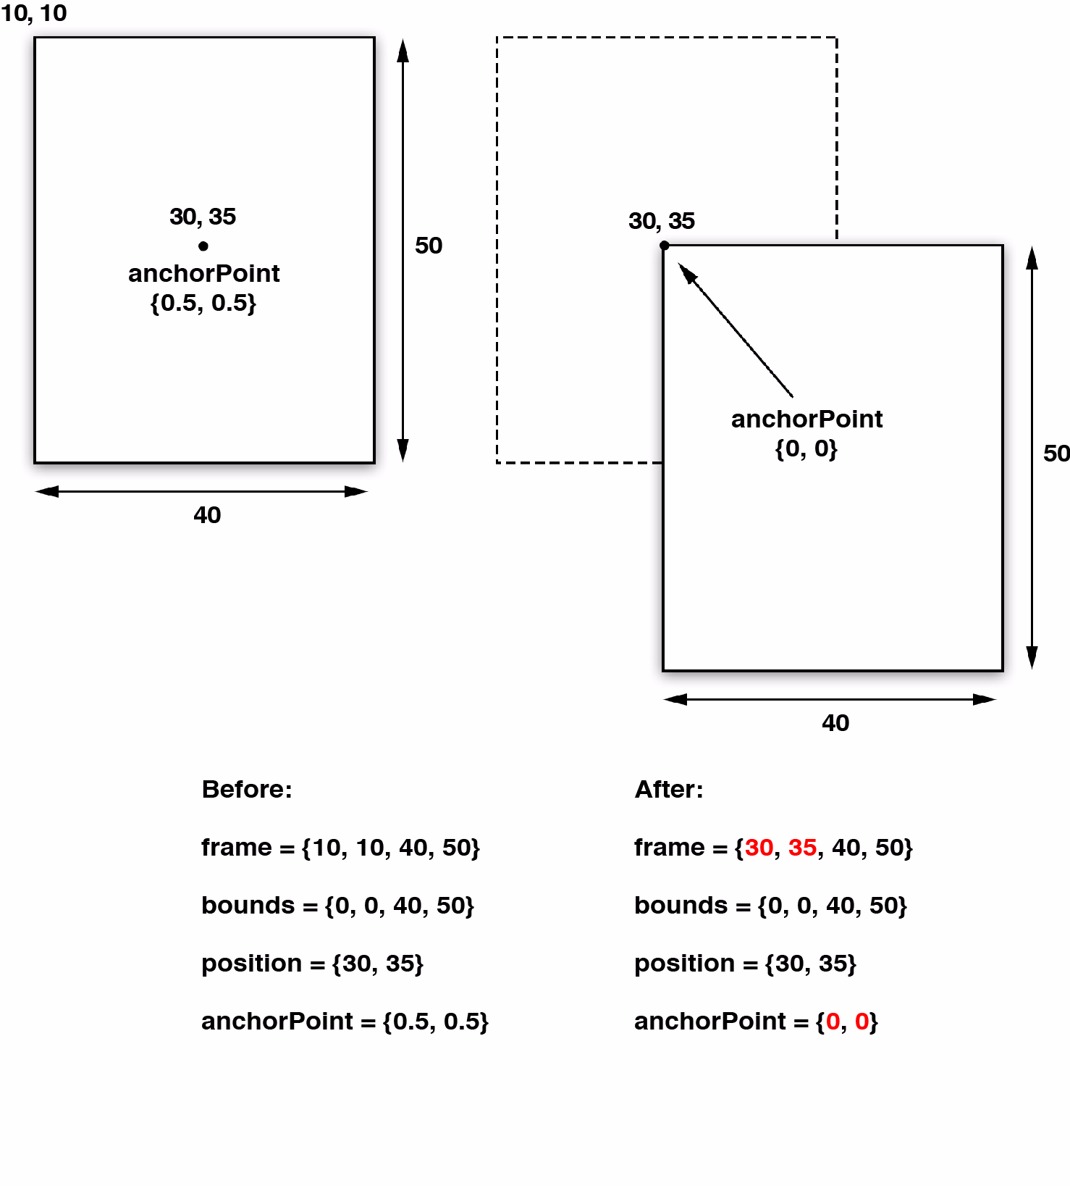 10, 10
30, 35
anchorPoint
{0.5, 0.5}
50
40
30, 35
anchorPoint
{0, 0}
50
40
Before:
frame = {10, 10, 40, 50}
bounds = {0, 0, 40, 50}
position = {30, 35}
anchorPoint = {0.5, 0.5}
After:
frame = {30, 35, 40, 50}
bounds = {0, 0, 40, 50}
position = {30, 35}
anchorPoint = {0, 0}